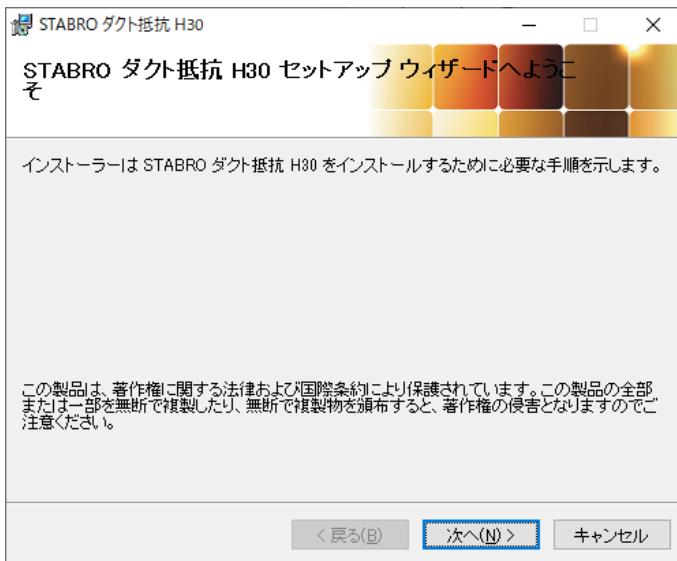 STABRO ダクト抵抗 H30
STABRO ダクト抵抗 H30 セットアップ ウィザードへようこ
そ
インストーラーは STABRO ダクト抵抗 H30 をインストールするために必要な手順を示します。
この製品は、著作権に関する法律および国際条約により保護されています。この製品の全部
または一部を無断で複製したり、無断で複製物を頒布すると、著作権の侵害となりますのでご
注意ください。
< 戻る(B)
次へ(N) >
キャンセル